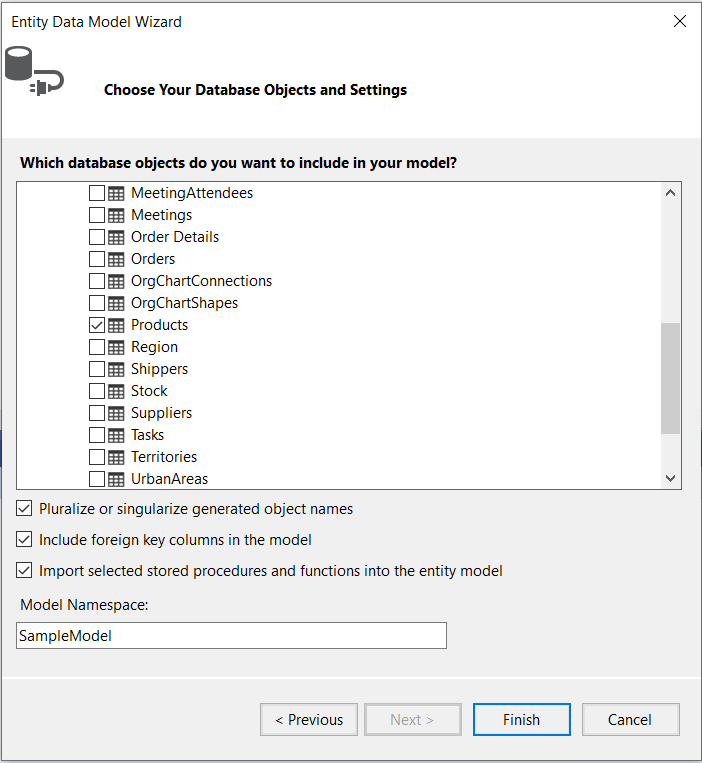 Entity Data Model Wizard
Choose Your Database Objects and Settings
Which database objects do you want to include in your model?
MeetingAttendees
Meetings
Order Details
Orders
OrgChartConnections
OrgChartShapes
Products
Region
Shippers
Stock
Suppliers
Tasks
Territories
UrbanAreas
Pluralize or singularize generated object names
Include foreign key columns in the model
Import selected stored procedures and functions into the entity model
Model Namespace:
SampleModel
< Previous Next > Finish Cancel